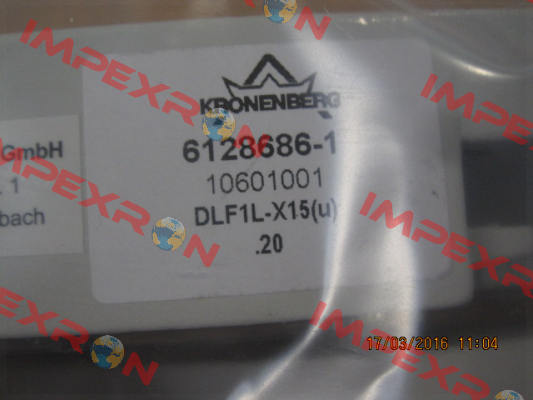 KRONENBERG
6128686-1
10601001
DLF1L-X15(u)
.20
GmbH
1
bach
17/03/2016 11:04
IMPEXRON
IMPEXRON
IMPEXRON
IMPEXRON
IMPEXRON